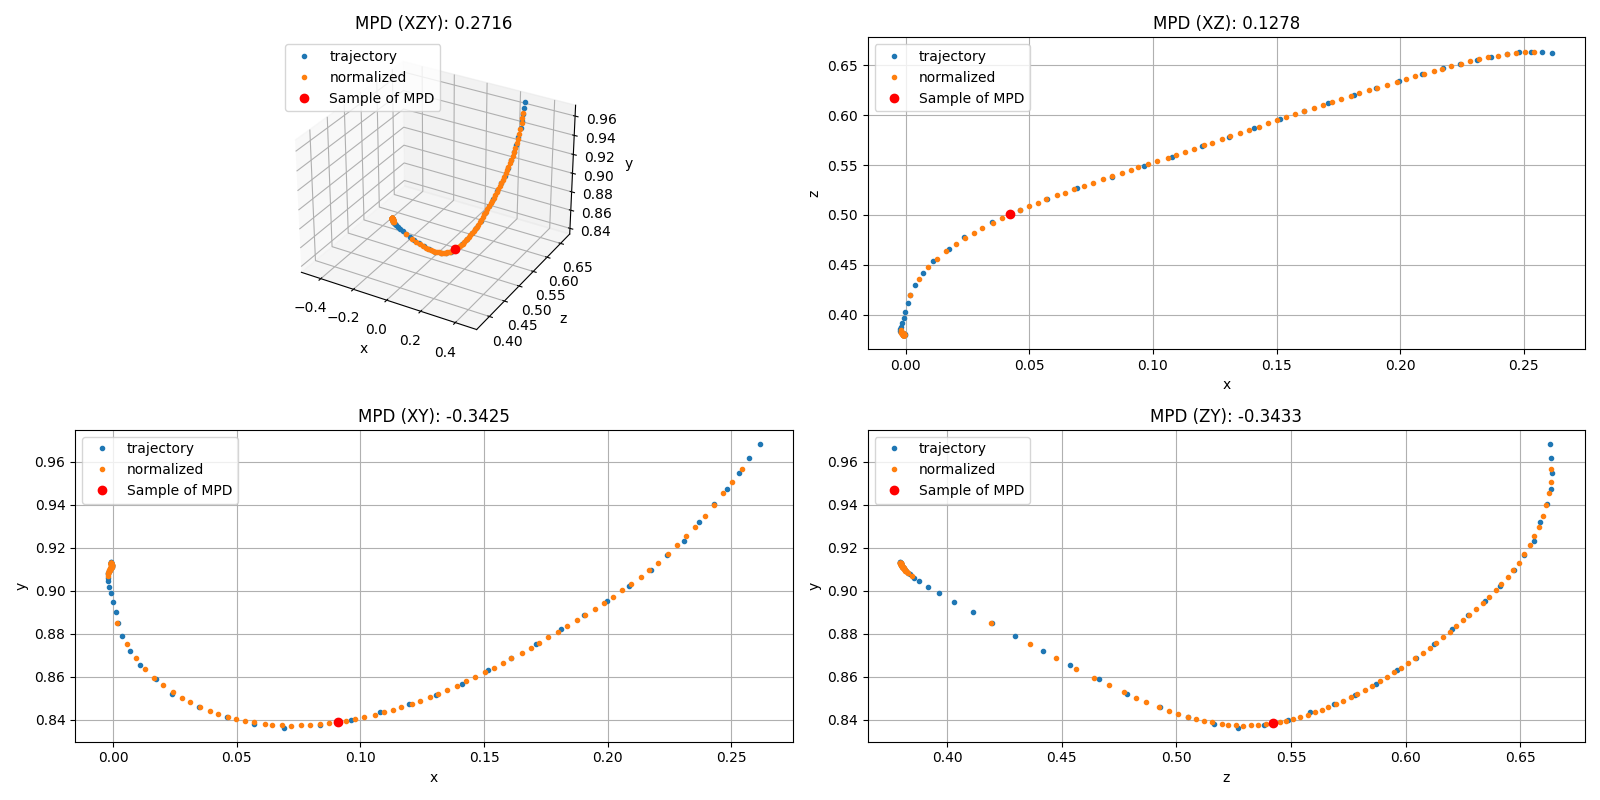 MPD (XZY): 0.2716
trajectory
normalized
Sample of MPD
0.96
0.94
0.92
0.90
0.88
0.86
0.84
y
0.65
0.60
0.55
0.50
0.45
0.40
z
−0.4
−0.2
0.0
0.2
0.4
x
MPD (XZ): 0.1278
trajectory
normalized
Sample of MPD
0.65
0.60
0.55
0.50
0.45
0.40
z
0.00 0.05 0.10 0.15 0.20 0.25
x
MPD (XY): -0.3425
trajectory
normalized
Sample of MPD
0.96
0.94
0.92
0.90
0.88
0.86
0.84
y
0.00 0.05 0.10 0.15 0.20 0.25
x
MPD (ZY): -0.3433
trajectory
normalized
Sample of MPD
0.96
0.94
0.92
0.90
0.88
0.86
0.84
y
0.40 0.45 0.50 0.55 0.60 0.65
z